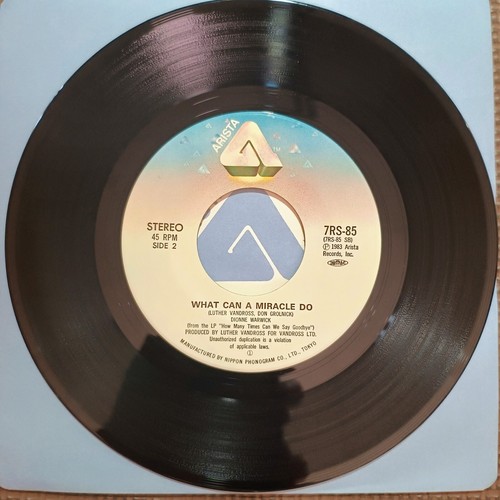 ARISTA
TM
STEREO
45 RPM
SIDE 2
7RS-85
(7RS-85 SB)
Ⓟ 1983 Arista
Records, Inc.
WHAT CAN A MIRACLE DO
(LUTHER VANDROSS, DON GROLNICK)
DIONNE WARWICK
(from the LP "How Many Times Can We Say Goodbye")
PRODUCED BY LUTHER VANDROSS FOR VANDROSS LTD.
Unauthorized duplication is a violation
of applicable laws.
MANUFACTURED BY NIPPON PHONOGRAM CO., LTD., TOKYO